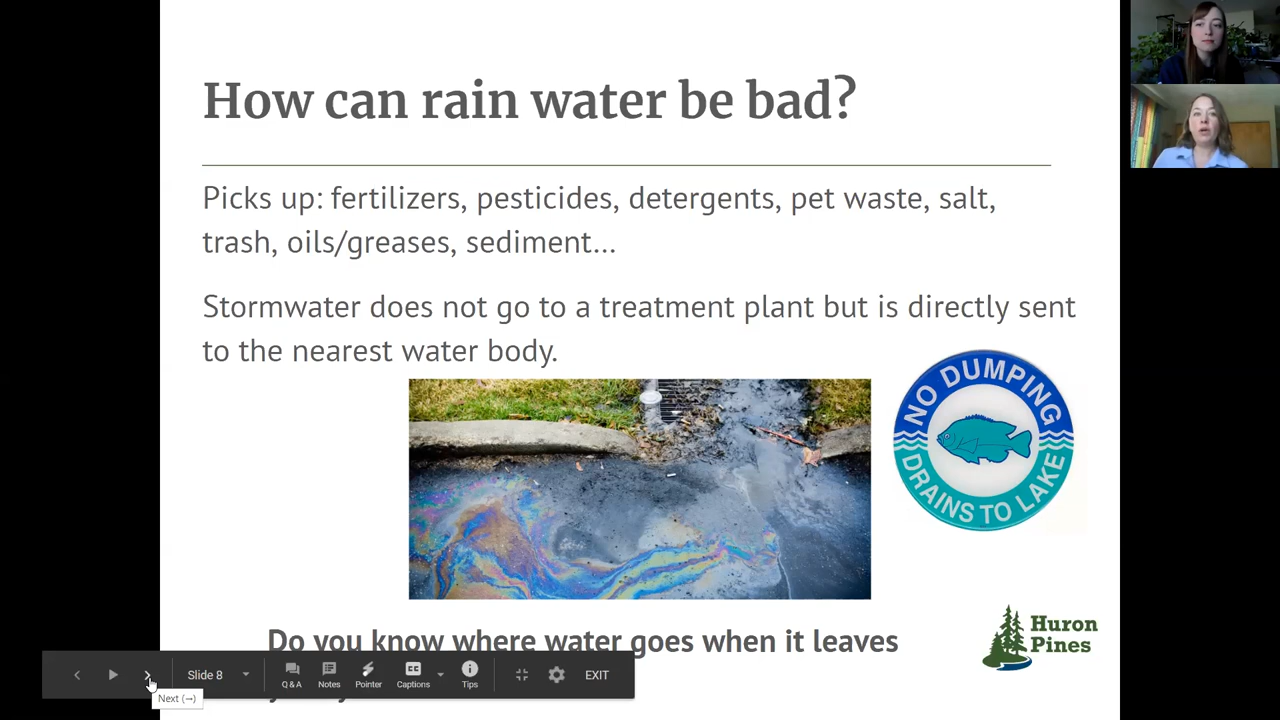 How can rain water be bad?
Picks up: fertilizers, pesticides, detergents, pet waste, salt,
trash, oils/greases, sediment...
Stormwater does not go to a treatment plant but is directly sent
to the nearest water body.
NO DUMPING
DRAINS TO LAKE
Huron
Pines
Do you know where water goes when it leaves
Slide 8
Q & A
Notes
Pointer
Captions
Tips
EXIT
Next (→)